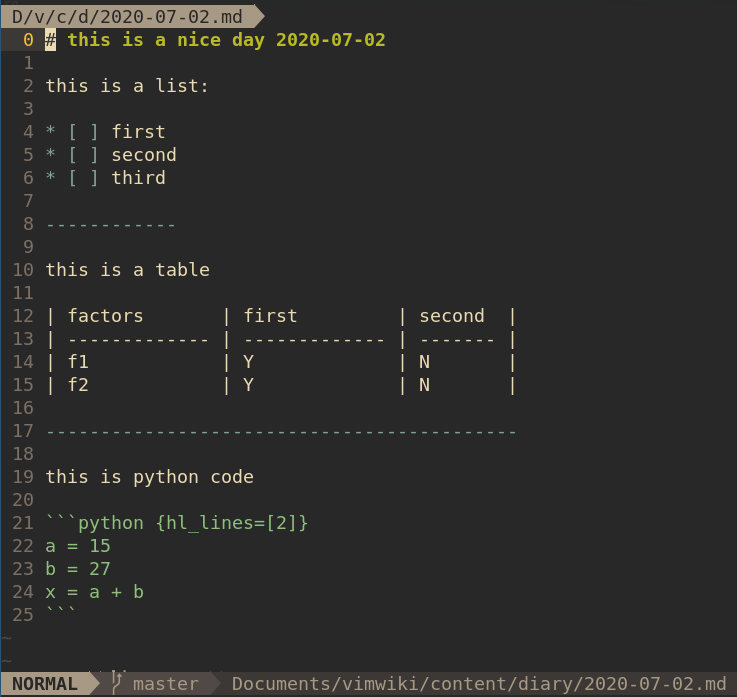 D/v/c/d/2020-07-02.md
0 # this is a nice day 2020-07-02
1
2 this is a list:
3
4 * [ ] first
5 * [ ] second
6 * [ ] third
7
8 ------------
9
10 this is a table
11
12 | factors       | first         | second  |
13 | ------------- | ------------- | ------- |
14 | f1            | Y             | N       |
15 | f2            | Y             | N       |
16
17 -------------------------------------------
18
19 this is python code
20
21 ```python {hl_lines=[2]}
22 a = 15
23 b = 27
24 x = a + b
25 ```
~
~
NORMAL master Documents/vimwiki/content/diary/2020-07-02.md